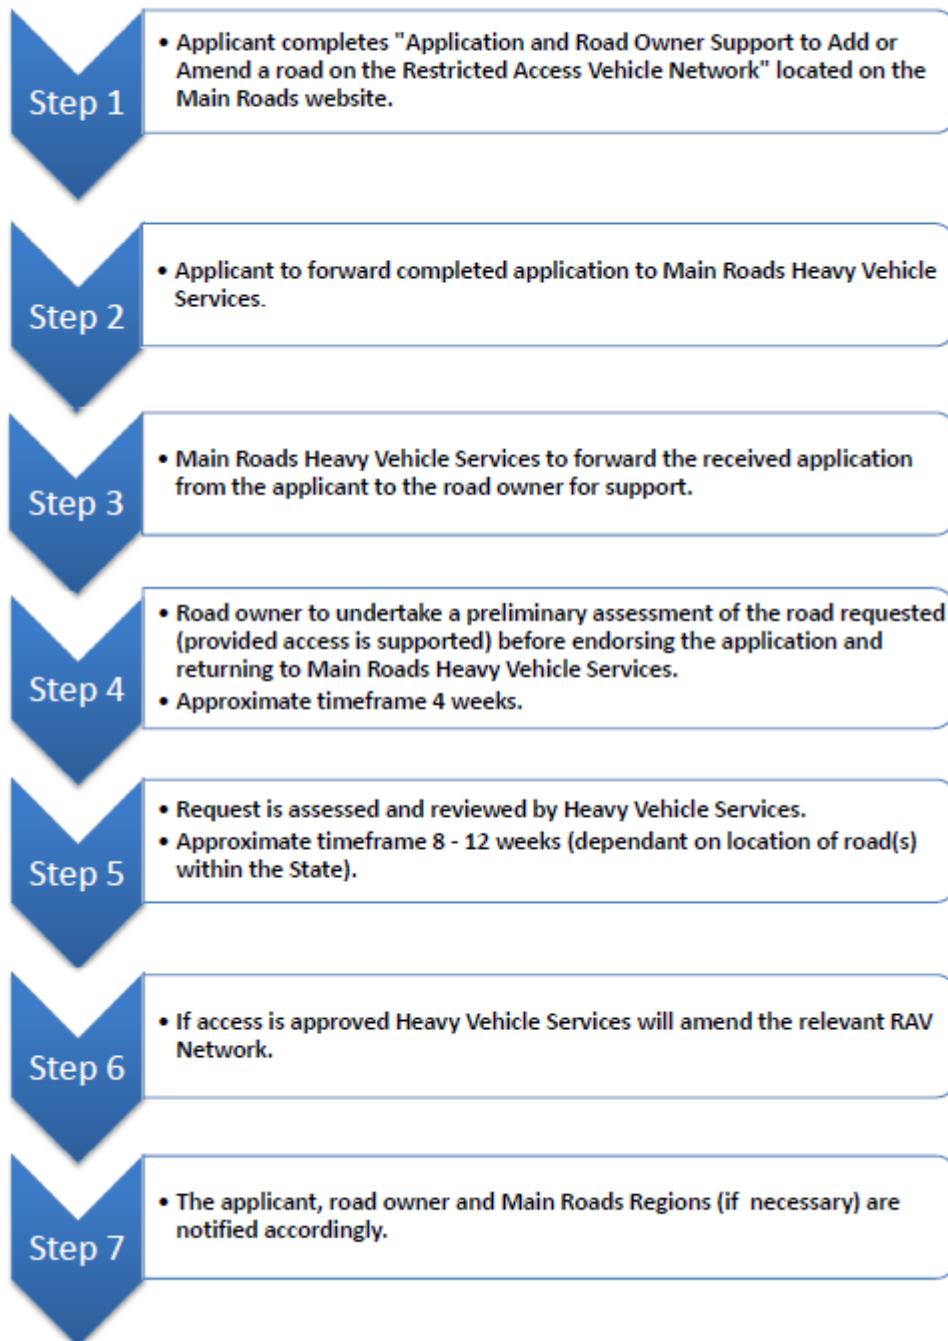 Step 1
• Applicant completes "Application and Road Owner Support to Add or
Amend a road on the Restricted Access Vehicle Network" located on the
Main Roads website.
Step 2
• Applicant to forward completed application to Main Roads Heavy Vehicle
Services.
Step 3
• Main Roads Heavy Vehicle Services to forward the received application
from the applicant to the road owner for support.
Step 4
• Road owner to undertake a preliminary assessment of the road requested
(provided access is supported) before endorsing the application and
returning to Main Roads Heavy Vehicle Services.
• Approximate timeframe 4 weeks.
Step 5
• Request is assessed and reviewed by Heavy Vehicle Services.
• Approximate timeframe 8 - 12 weeks (dependant on location of road(s)
within the State).
Step 6
• If access is approved Heavy Vehicle Services will amend the relevant RAV
Network.
Step 7
• The applicant, road owner and Main Roads Regions (if necessary) are
notified accordingly.